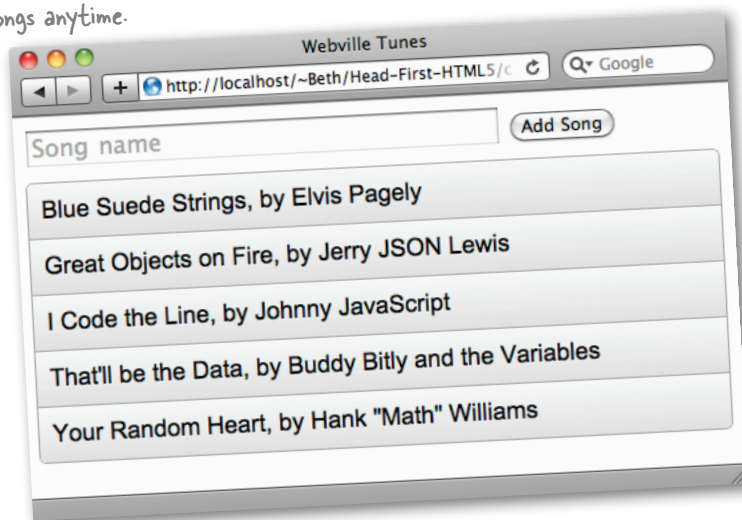 ongs anytime.
Webville Tunes
http://localhost/~Beth/Head-First-HTML5/c
Google
Song name
Add Song
Blue Suede Strings, by Elvis Pagely
Great Objects on Fire, by Jerry JSON Lewis
I Code the Line, by Johnny JavaScript
That'll be the Data, by Buddy Bitly and the Variables
Your Random Heart, by Hank "Math" Williams